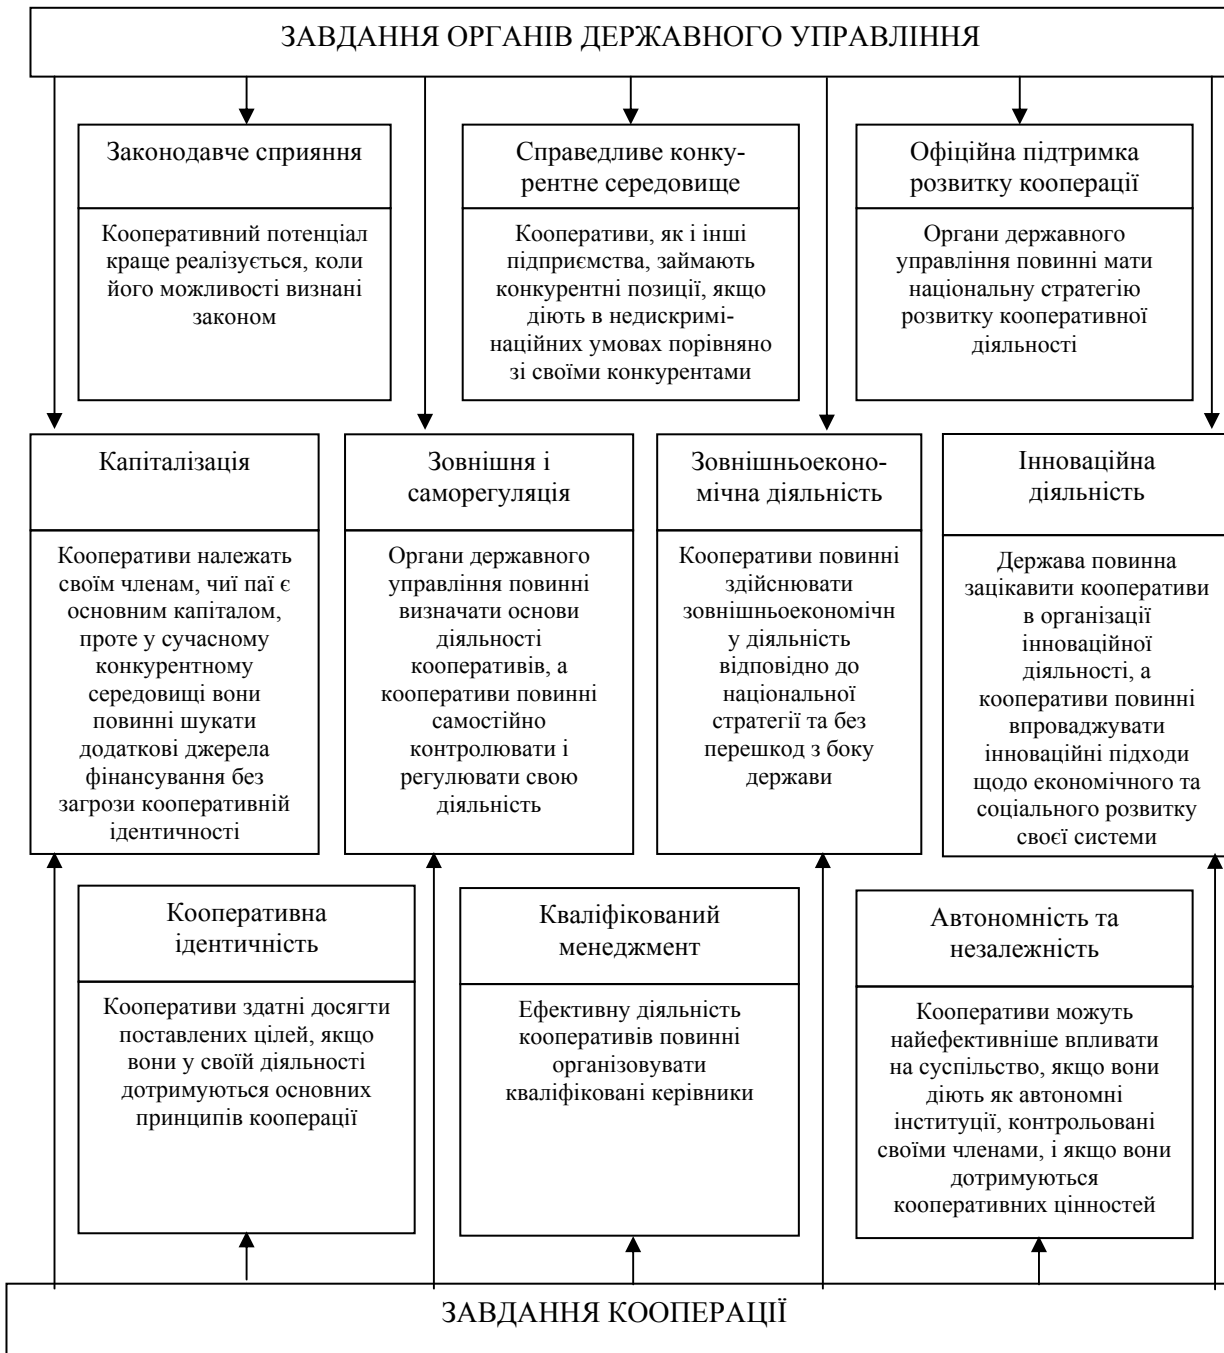 ЗАВДАННЯ ОРГАНІВ ДЕРЖАВНОГО УПРАВЛІННЯ
Законодавче сприяння
Кооперативний потенціал
краще реалізується, коли
його можливості визнані
законом
Справедливе конку-
рентне середовище
Кооперативи, як і інші
підприємства, займають
конкурентні позиції, якщо
діють в недискримі-
наційних умовах порівняно
зі своїми конкурентами
Офіційна підтримка
розвитку кооперації
Органи державного
управління повинні мати
національну стратегію
розвитку кооперативної
діяльності
Капіталізація
Кооперативи належать
своїм членам, чиї паї є
основним капіталом,
проте у сучасному
конкурентному
середовищі вони
повинні шукати
додаткові джерела
фінансування без
загрози кооперативній
ідентичності
Зовнішня і
саморегуляція
Органи державного
управління повинні
визначати основи
діяльності
кооперативів, а
кооперативи повинні
самостійно
контролювати і
регулювати свою
діяльність
Зовнішньоеконо-
мічна діяльність
Кооперативи повинні
здійснювати
зовнішньоекономічн
у діяльність
відповідно до
національної
стратегії та без
перешкод з боку
держави
Інноваційна
діяльність
Держава повинна
зацікавити кооперативи
в організації
інноваційної
діяльності, а
кооперативи повинні
впроваджувати
інноваційні підходи
щодо економічного та
соціального розвитку
своєї системи
Кооперативна
ідентичність
Кооперативи здатні досягти
поставлених цілей, якщо
вони у своїй діяльності
дотримуються основних
принципів кооперації
Кваліфікований
менеджмент
Ефективну діяльність
кооперативів повинні
організовувати
кваліфіковані керівники
Автономність та
незалежність
Кооперативи можуть
найефективніше впливати
на суспільство, якщо вони
діють як автономні
інституції, контрольовані
своїми членами, і якщо вони
дотримуються
кооперативних цінностей
ЗАВДАННЯ КООПЕРАЦІЇ